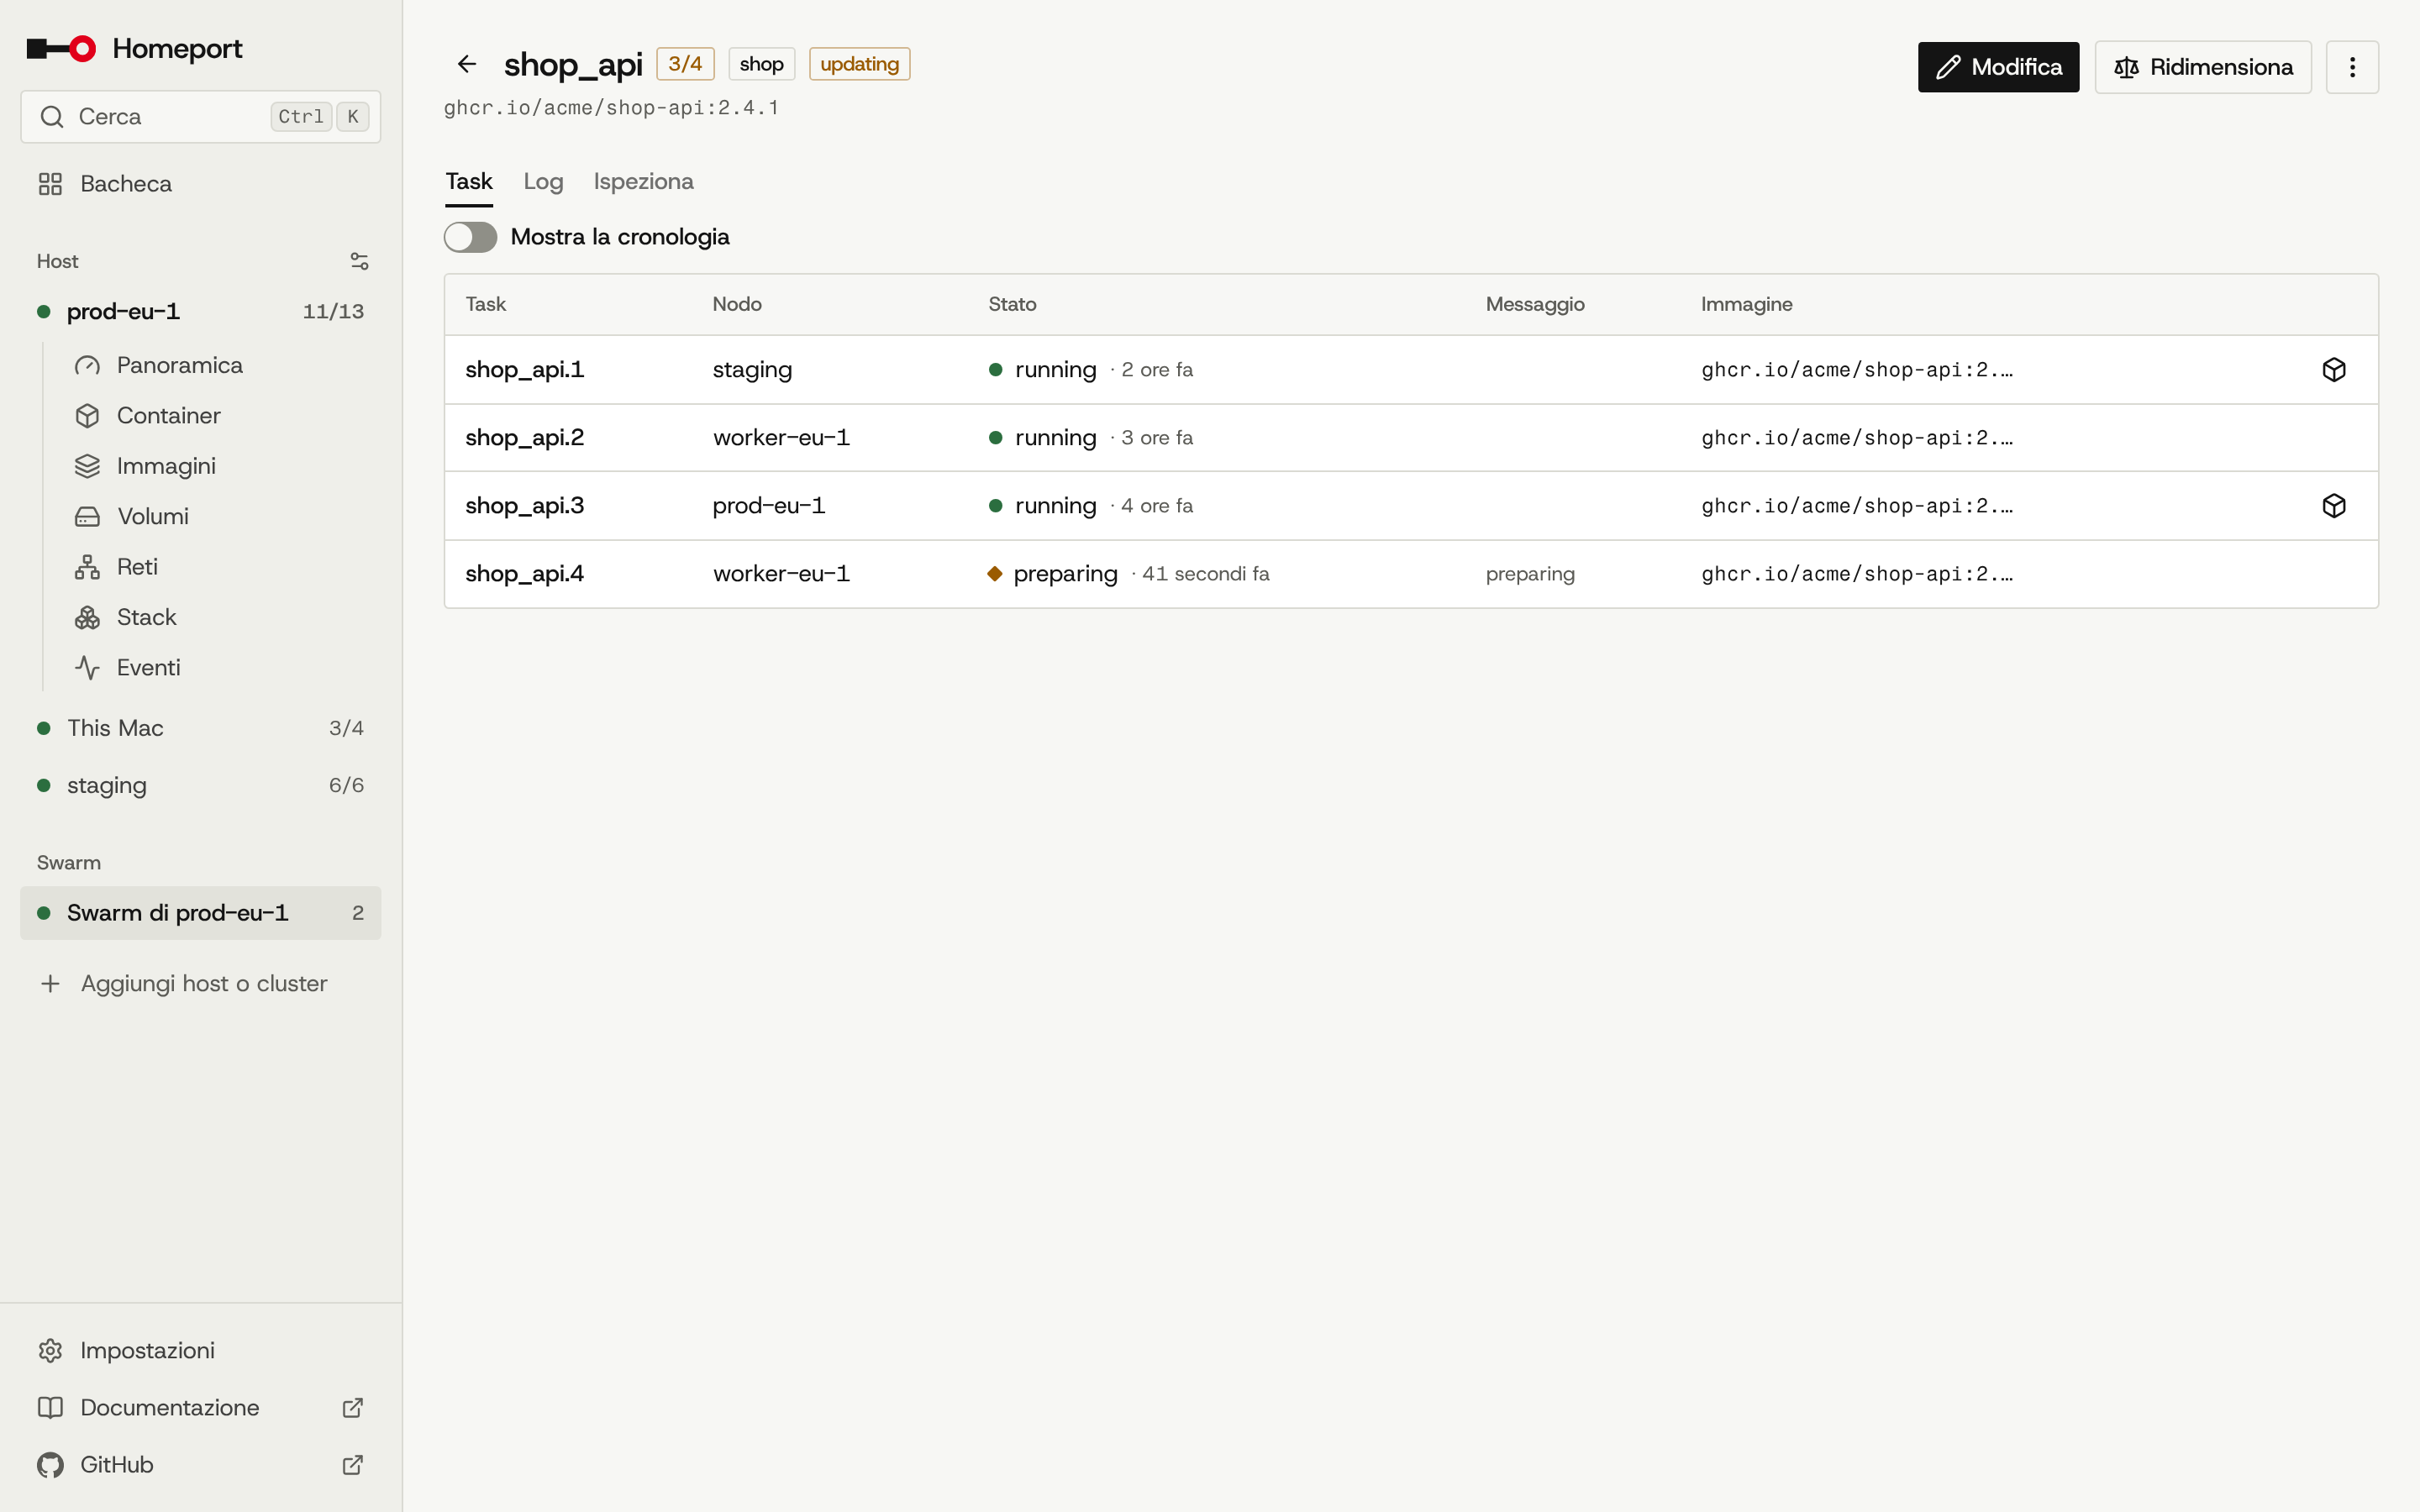 Homeport
Cerca Ctrl K
Bacheca
Host
prod-eu-1 11/13
Panoramica
Container
Immagini
Volumi
Reti
Stack
Eventi
This Mac 3/4
staging 6/6
Swarm
Swarm di prod-eu-1 2
Aggiungi host o cluster
Impostazioni
Documentazione
GitHub
shop_api 3/4 shop updating
ghcr.io/acme/shop-api:2.4.1
Modifica Ridimensiona
Task Log Ispeziona
Mostra la cronologia
Task Nodo Stato Messaggio Immagine
shop_api.1 staging running · 2 ore fa ghcr.io/acme/shop-api:2.…
shop_api.2 worker-eu-1 running · 3 ore fa ghcr.io/acme/shop-api:2.…
shop_api.3 prod-eu-1 running · 4 ore fa ghcr.io/acme/shop-api:2.…
shop_api.4 worker-eu-1 preparing · 41 secondi fa preparing ghcr.io/acme/shop-api:2.…